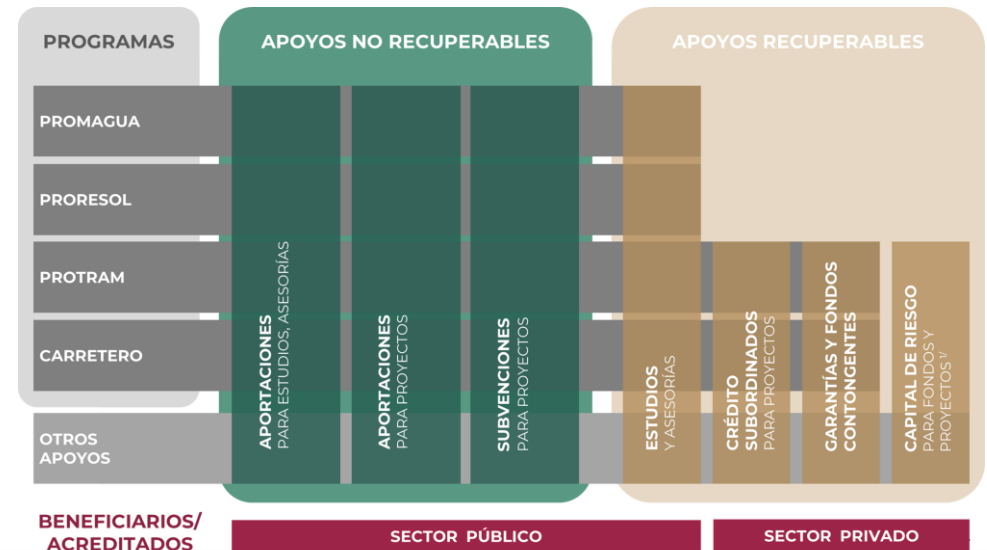 PROGRAMAS
APOYOS NO RECUPERABLES
APOYOS RECUPERABLES
PROMAGUA
PRORESOL
PROTRAM
CARRETERO
OTROS
APOYOS
APORTACIONES
PARA ESTUDIOS, ASESORÍAS
APORTACIONES
PARA PROYECTOS
SUBVENCIONES
PARA PROYECTOS
ESTUDIOS
Y ASESORÍAS
CRÉDITO
SUBORDINADOS
PARA PROYECTOS
GARANTÍAS Y FONDOS
CONTONGENTES
CAPITAL DE RIESGO
PARA FONDOS Y
PROYECTOS 1/
BENEFICIARIOS/
ACREDITADOS
SECTOR PÚBLICO
SECTOR PRIVADO